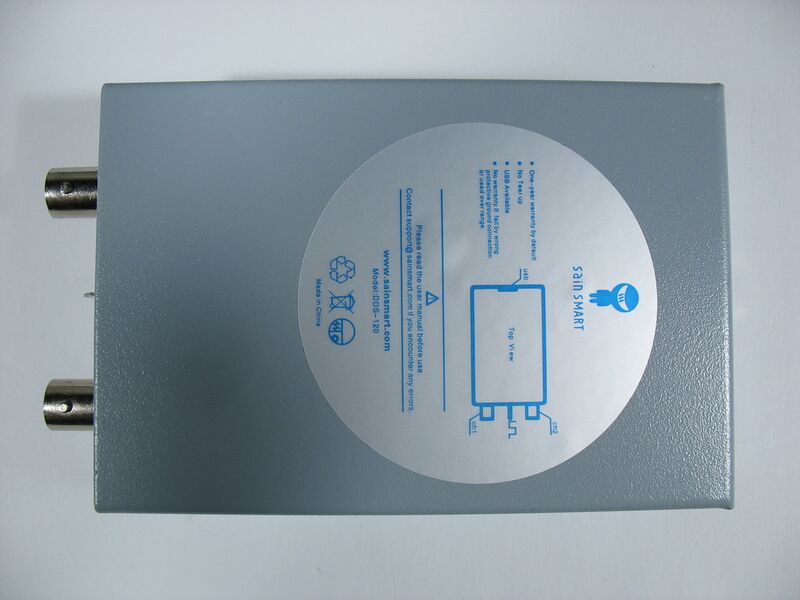 sainSMART
One-year warranty by default
No Tear up
USB Available
No warranty if fail by wrong
protective ground connection
or used over range.
usb
Top View
ch1
ch2
Please read the user manual before use.
Contact support@sainsmart.com if you encounter any errors.
www.sainsmart.com
Model:DDS-120
Made in China